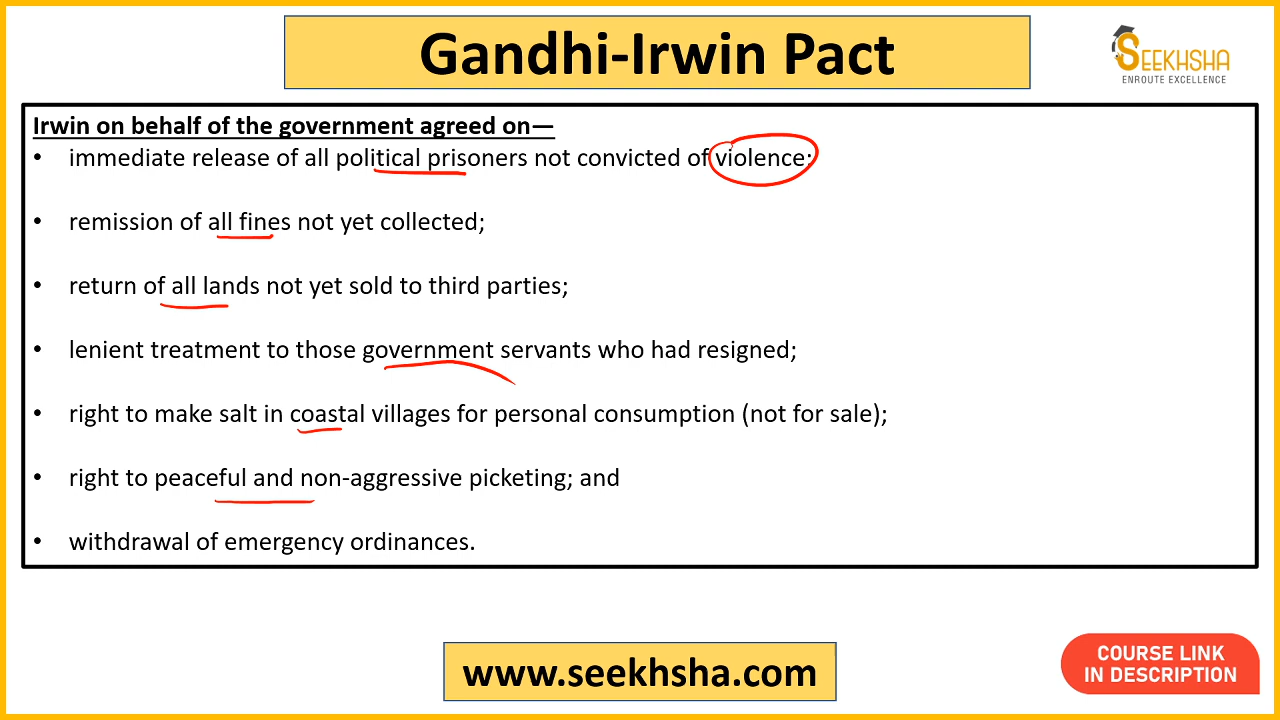 Gandhi-Irwin Pact
SEEKHSHA
ENROUTE EXCELLENCE
Irwin on behalf of the government agreed on—
• immediate release of all political prisoners not convicted of violence;
• remission of all fines not yet collected;
• return of all lands not yet sold to third parties;
• lenient treatment to those government servants who had resigned;
• right to make salt in coastal villages for personal consumption (not for sale);
• right to peaceful and non-aggressive picketing; and
• withdrawal of emergency ordinances.
www.seekhsha.com
COURSE LINK
IN DESCRIPTION